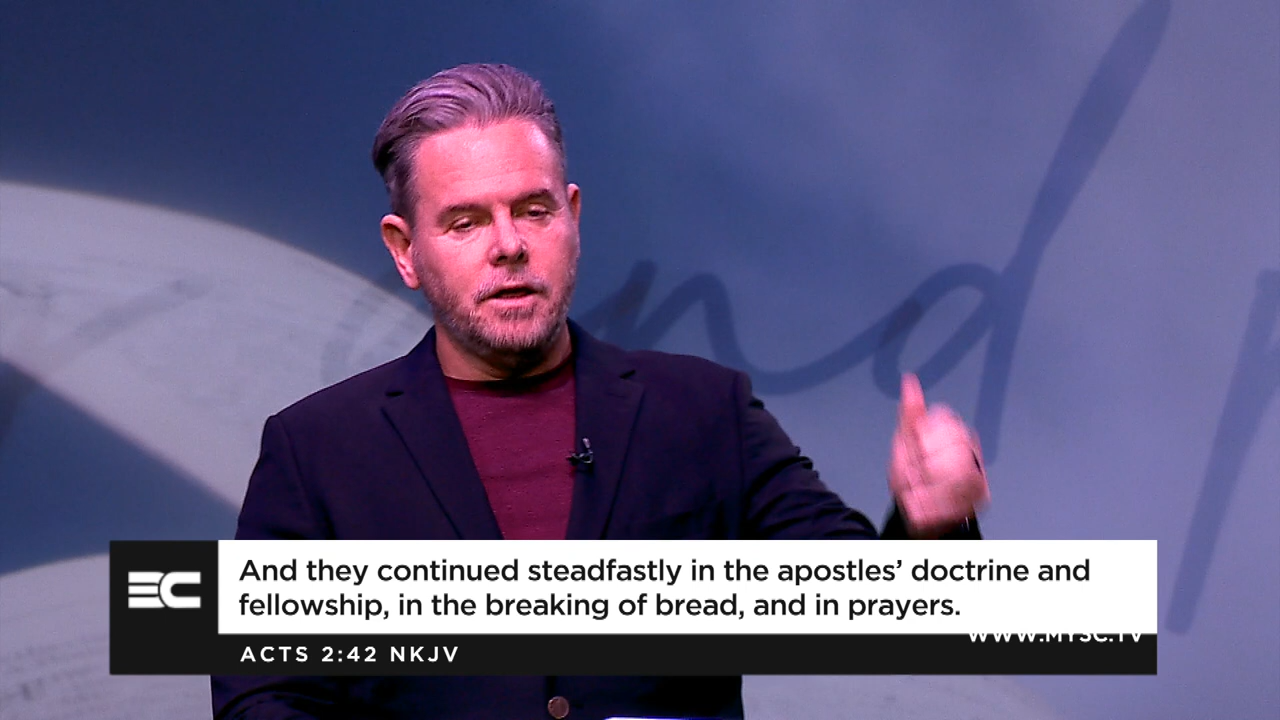 and p
EC
And they continued steadfastly in the apostles’ doctrine and
fellowship, in the breaking of bread, and in prayers.
WWW.MYSC.TV
ACTS 2:42 NKJV